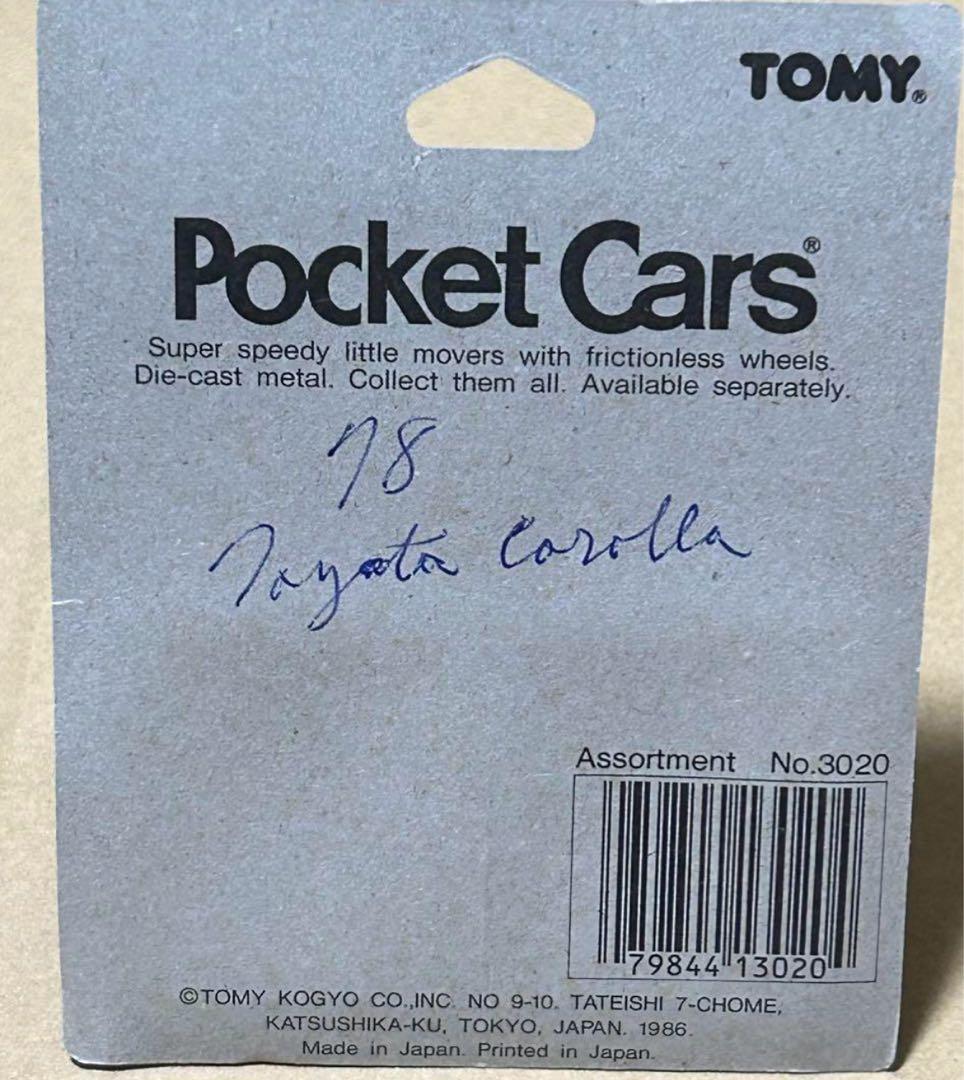 TOMY®
Pocket Cars®
Super speedy little movers with frictionless wheels.
Die-cast metal. Collect them all. Available separately.
78
Toyota Corolla
Assortment No.3020
79844 13020
©TOMY KOGYO CO.,INC. NO 9-10. TATEISHI 7-CHOME,
KATSUSHIKA-KU, TOKYO, JAPAN. 1986.
Made in Japan. Printed in Japan.